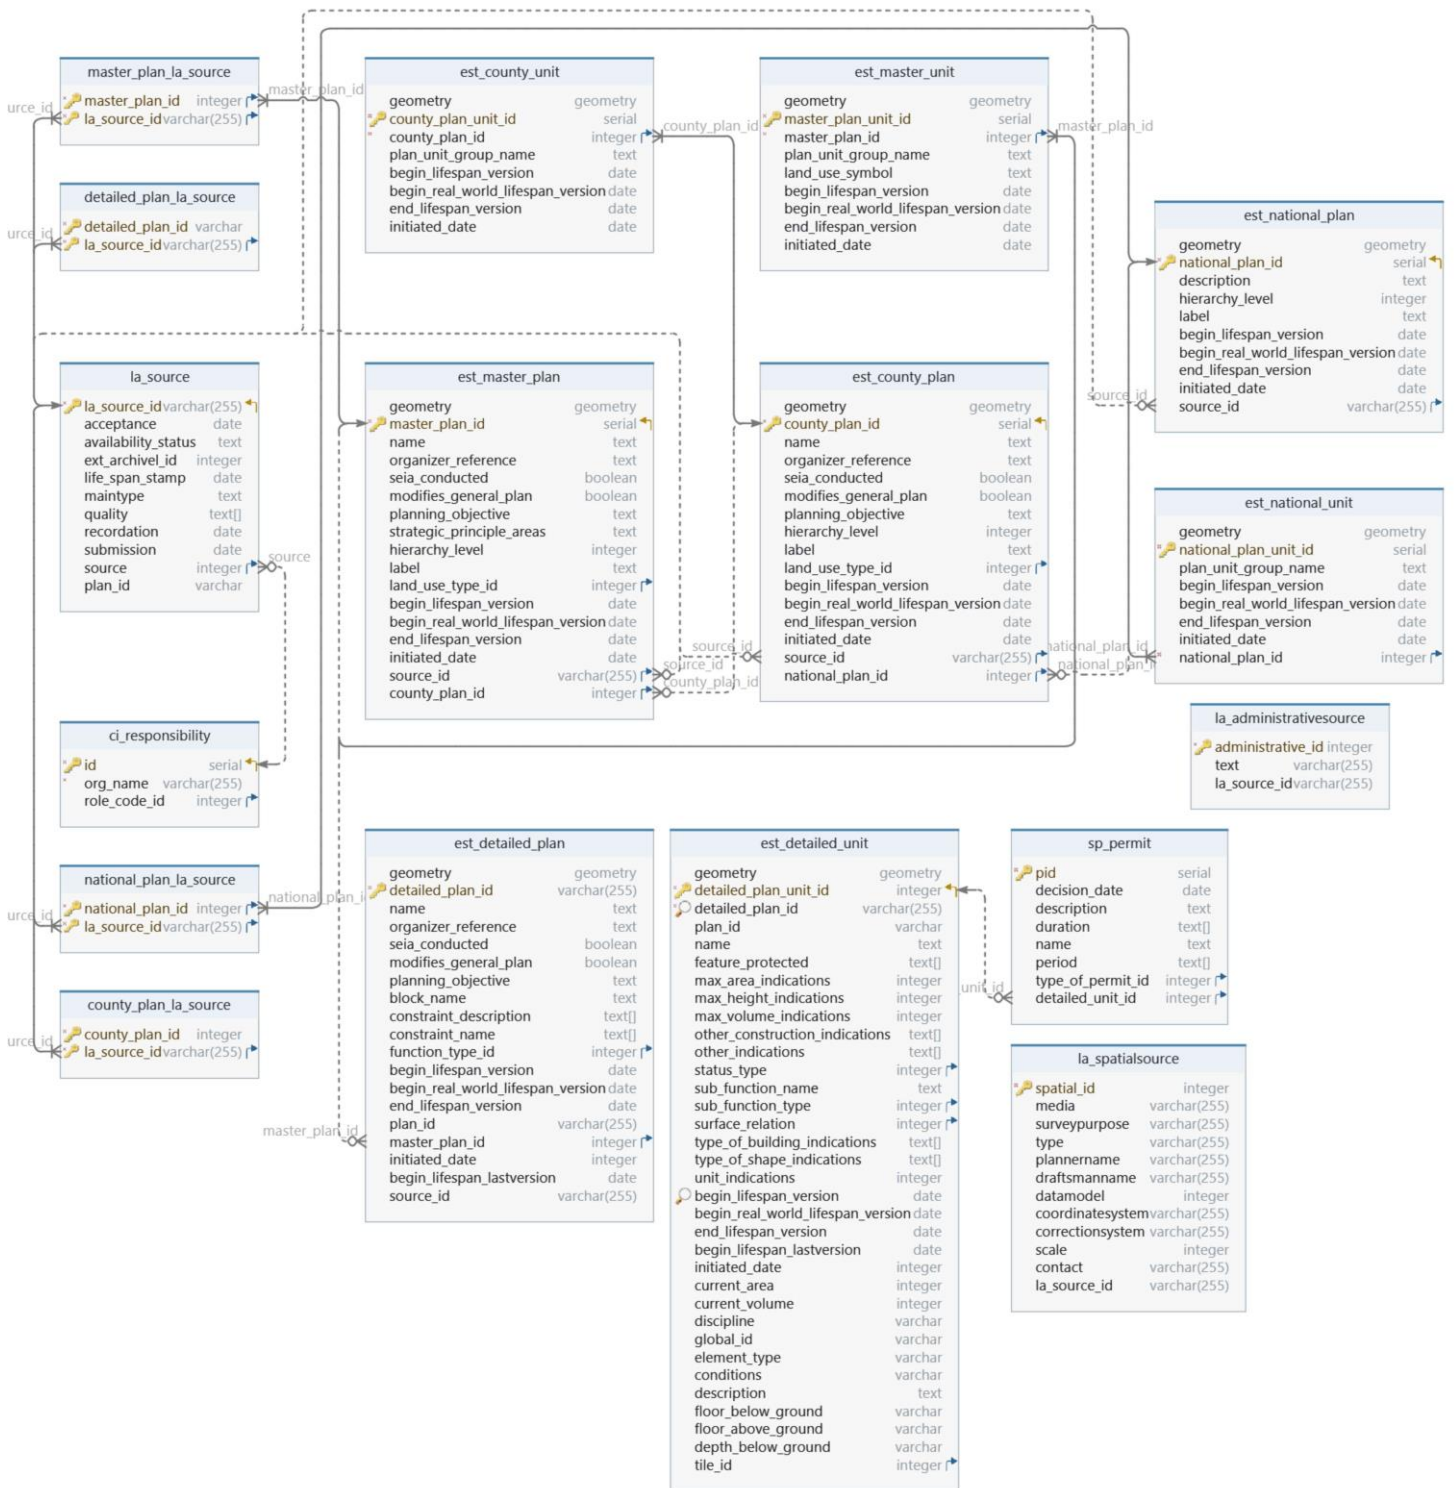 master_plan_la_source
master_plan_id integer
la_source_id varchar(255)
urce_id
master_plan_id
est_county_unit
geometry geometry
county_plan_unit_id serial
county_plan_id integer
plan_unit_group_name text
begin_lifespan_version date
begin_real_world_lifespan_version date
end_lifespan_version date
initiated_date date
county_plan_id
est_master_unit
geometry geometry
master_plan_unit_id serial
master_plan_id integer
plan_unit_group_name text
land_use_symbol text
begin_lifespan_version date
begin_real_world_lifespan_version date
end_lifespan_version date
initiated_date date
master_plan_id
detailed_plan_la_source
detailed_plan_id varchar
la_source_id varchar(255)
urce_id
est_national_plan
geometry geometry
national_plan_id serial
description text
hierarchy_level integer
label text
begin_lifespan_version date
begin_real_world_lifespan_version date
end_lifespan_version date
initiated_date date
source_id varchar(255)
source_id
la_source
la_source_id varchar(255)
acceptance date
availability_status text
ext_archivel_id integer
life_span_stamp date
maintype text
quality text[]
recordation date
submission date
source integer
plan_id varchar
source
est_master_plan
geometry geometry
master_plan_id serial
name text
organizer_reference text
seia_conducted boolean
modifies_general_plan boolean
planning_objective text
strategic_principle_areas text
hierarchy_level integer
label text
land_use_type_id integer
begin_lifespan_version date
begin_real_world_lifespan_version date
end_lifespan_version date
initiated_date date
source_id varchar(255)
county_plan_id integer
source_id
source_id
county_plan_id
est_county_plan
geometry geometry
county_plan_id serial
name text
organizer_reference text
seia_conducted boolean
modifies_general_plan boolean
planning_objective text
hierarchy_level integer
label text
land_use_type_id integer
begin_lifespan_version date
begin_real_world_lifespan_version date
end_lifespan_version date
initiated_date date
source_id varchar(255)
national_plan_id integer
national_plan_id
national_plan_i
est_national_unit
geometry geometry
national_plan_unit_id serial
plan_unit_group_name text
begin_lifespan_version date
begin_real_world_lifespan_version date
end_lifespan_version date
initiated_date date
national_plan_id integer
ci_responsibility
id serial
org_name varchar(255)
role_code_id integer
la_administrativesource
administrative_id integer
text varchar(255)
la_source_id varchar(255)
national_plan_la_source
national_plan_id integer
la_source_id varchar(255)
urce_id
national_plan_i
county_plan_la_source
county_plan_id integer
la_source_id varchar(255)
urce_id
est_detailed_plan
geometry geometry
detailed_plan_id varchar(255)
name text
organizer_reference text
seia_conducted boolean
modifies_general_plan boolean
planning_objective text
block_name text
constraint_description text[]
constraint_name text[]
function_type_id integer
begin_lifespan_version date
begin_real_world_lifespan_version date
end_lifespan_version date
plan_id varchar(255)
master_plan_id integer
initiated_date integer
begin_lifespan_lastversion date
source_id varchar(255)
master_plan_id
est_detailed_unit
geometry geometry
detailed_plan_unit_id integer
detailed_plan_id varchar(255)
plan_id varchar
name text
feature_protected text[]
max_area_indications integer
max_height_indications integer
max_volume_indications integer
other_construction_indications text[]
other_indications text[]
status_type integer
sub_function_name text
sub_function_type integer
surface_relation integer
type_of_building_indications text[]
type_of_shape_indications text[]
unit_indications integer
begin_lifespan_version date
begin_real_world_lifespan_version date
end_lifespan_version date
begin_lifespan_lastversion date
initiated_date integer
current_area integer
current_volume integer
discipline varchar
global_id varchar
element_type varchar
conditions varchar
description text
floor_below_ground varchar
floor_above_ground varchar
depth_below_ground varchar
tile_id integer
sp_permit
pid serial
decision_date date
description text
duration text[]
name text
period text[]
type_of_permit_id integer
detailed_unit_id integer
unit_id
la_spatialsource
spatial_id integer
media varchar(255)
surveypurpose varchar(255)
type varchar(255)
plannername varchar(255)
draftsmanname varchar(255)
datamodel integer
coordinatesystem varchar(255)
correctionsystem varchar(255)
scale integer
contact varchar(255)
la_source_id varchar(255)